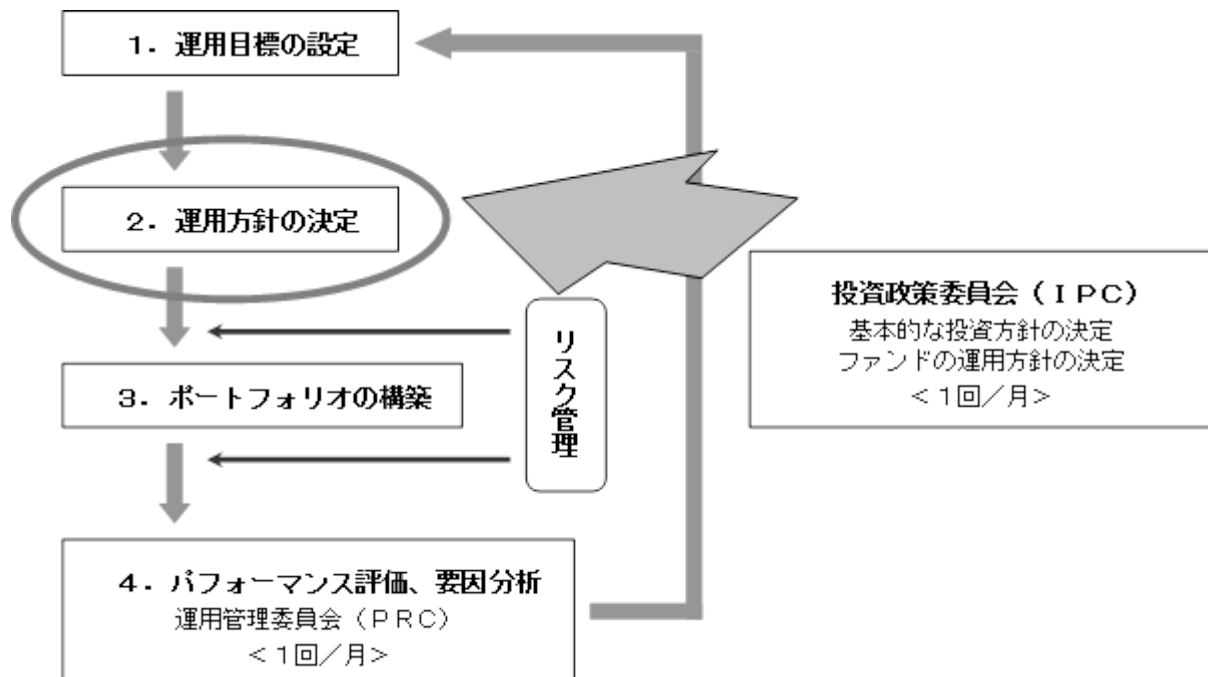 １．運用目標の設定
２．運用方針の決定
投資政策委員会（ＩＰＣ）
基本的な投資方針の決定
ファンドの運用方針の決定
＜１回／月＞
リスク管理
３．ポートフォリオの構築
４．パフォーマンス評価、要因分析
運用管理委員会（ＰＲＣ）
＜１回／月＞